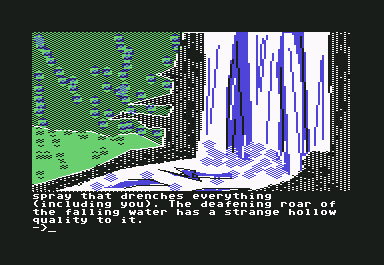 spray that drenches everything
(including you). The deafening roar of
the falling water has a strange hollow
quality to it.
->_